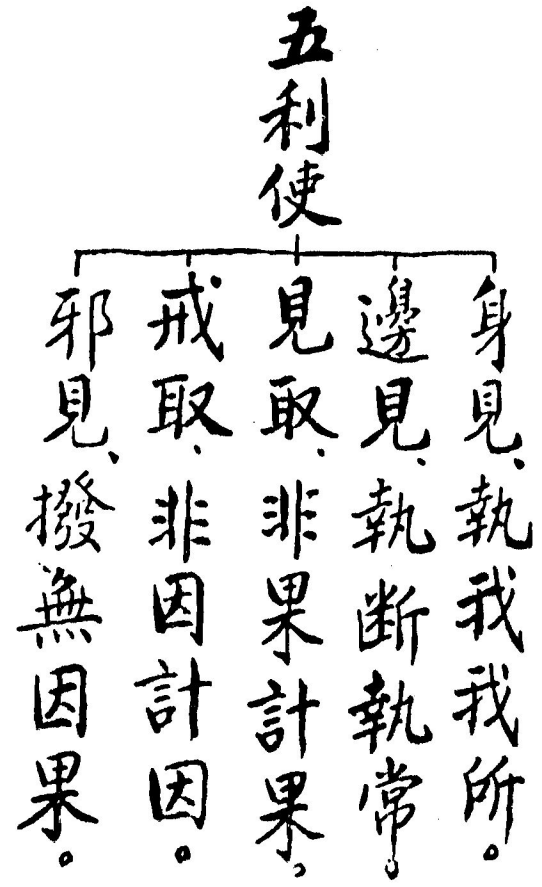 五利使
身見、執我我所。
邊見、執断執常。
見取、非果計果。
戒取、非因計因。
邪見、撥無因果。